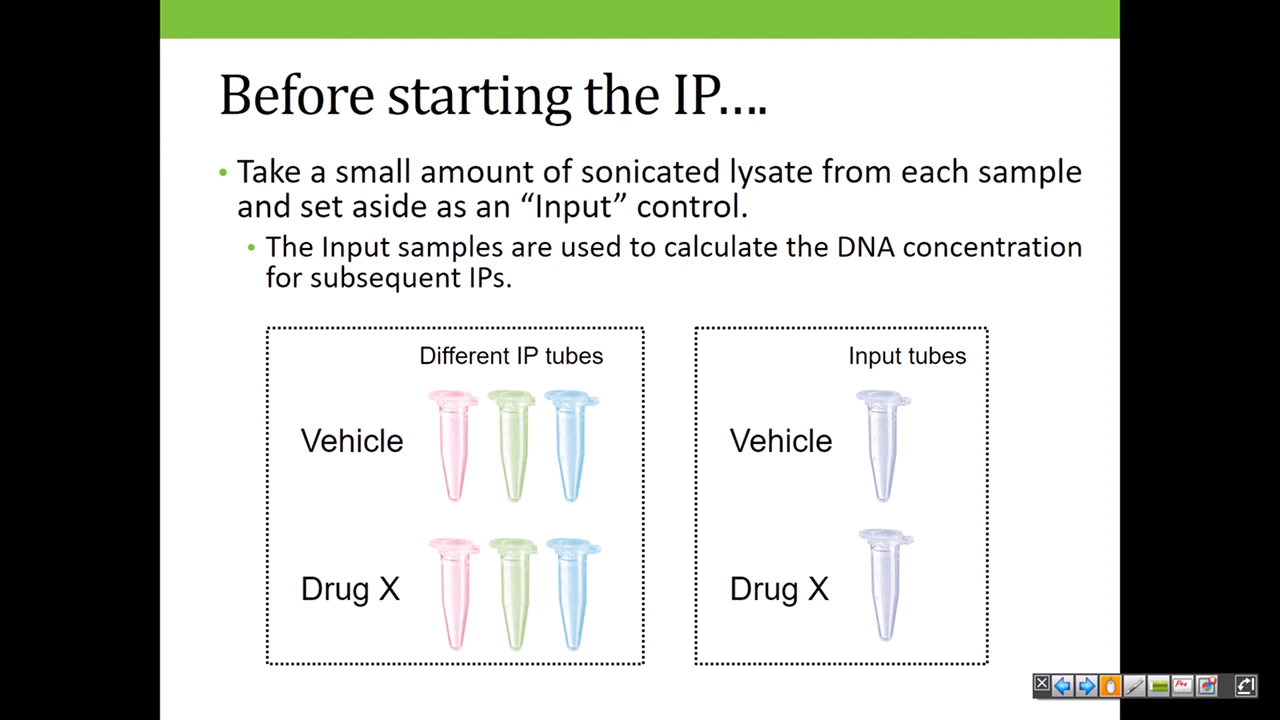 Before starting the IP….
• Take a small amount of sonicated lysate from each sample
and set aside as an “Input” control.
• The Input samples are used to calculate the DNA concentration
for subsequent IPs.
Different IP tubes
Vehicle
Drug X
Input tubes
Vehicle
Drug X